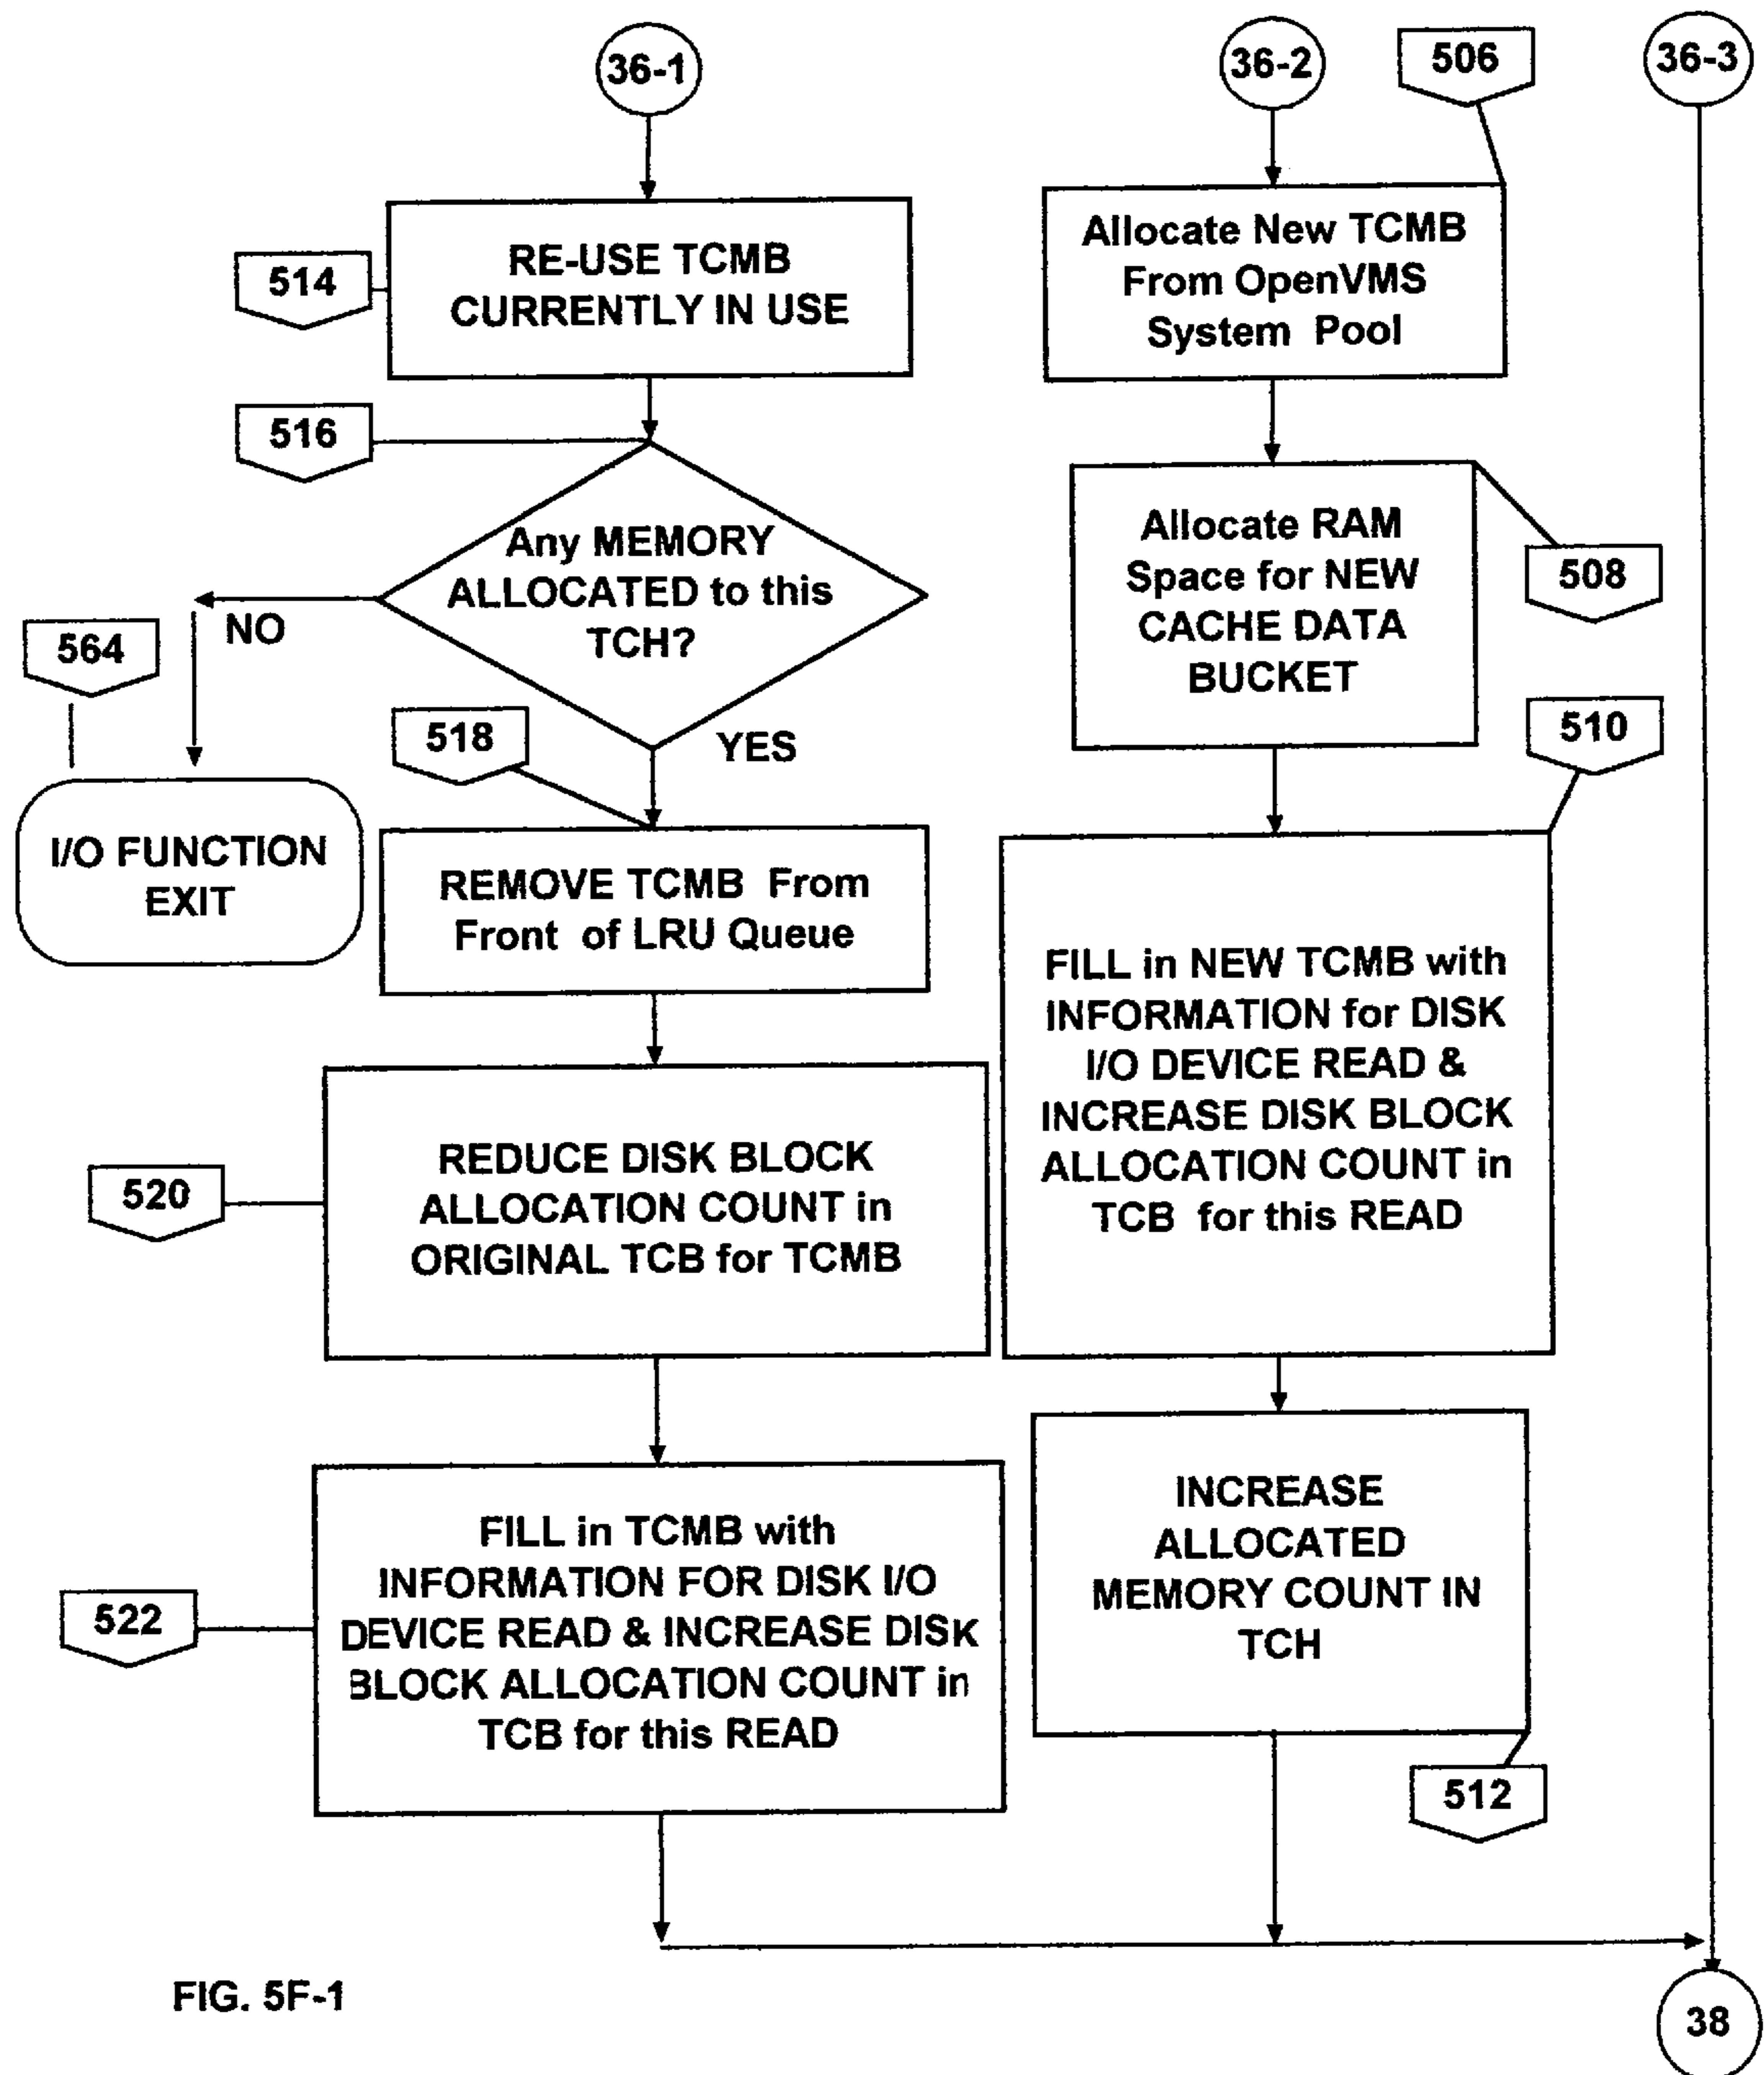 36-1
36-2
506
36-3
514
RE-USE TCMB
CURRENTLY IN USE
Allocate New TCMB
From OpenVMS
System Pool
516
Any MEMORY
ALLOCATED to this
TCH?
NO
YES
564
I/O FUNCTION
EXIT
Allocate RAM
Space for NEW
CACHE DATA
BUCKET
508
518
REMOVE TCMB From
Front of LRU Queue
510
FILL in NEW TCMB with
INFORMATION for DISK
I/O DEVICE READ &
INCREASE DISK BLOCK
ALLOCATION COUNT in
TCB for this READ
520
REDUCE DISK BLOCK
ALLOCATION COUNT in
ORIGINAL TCB for TCMB
522
FILL in TCMB with
INFORMATION FOR DISK I/O
DEVICE READ & INCREASE DISK
BLOCK ALLOCATION COUNT in
TCB for this READ
INCREASE
ALLOCATED
MEMORY COUNT IN
TCH
512
FIG. 5F-1
38